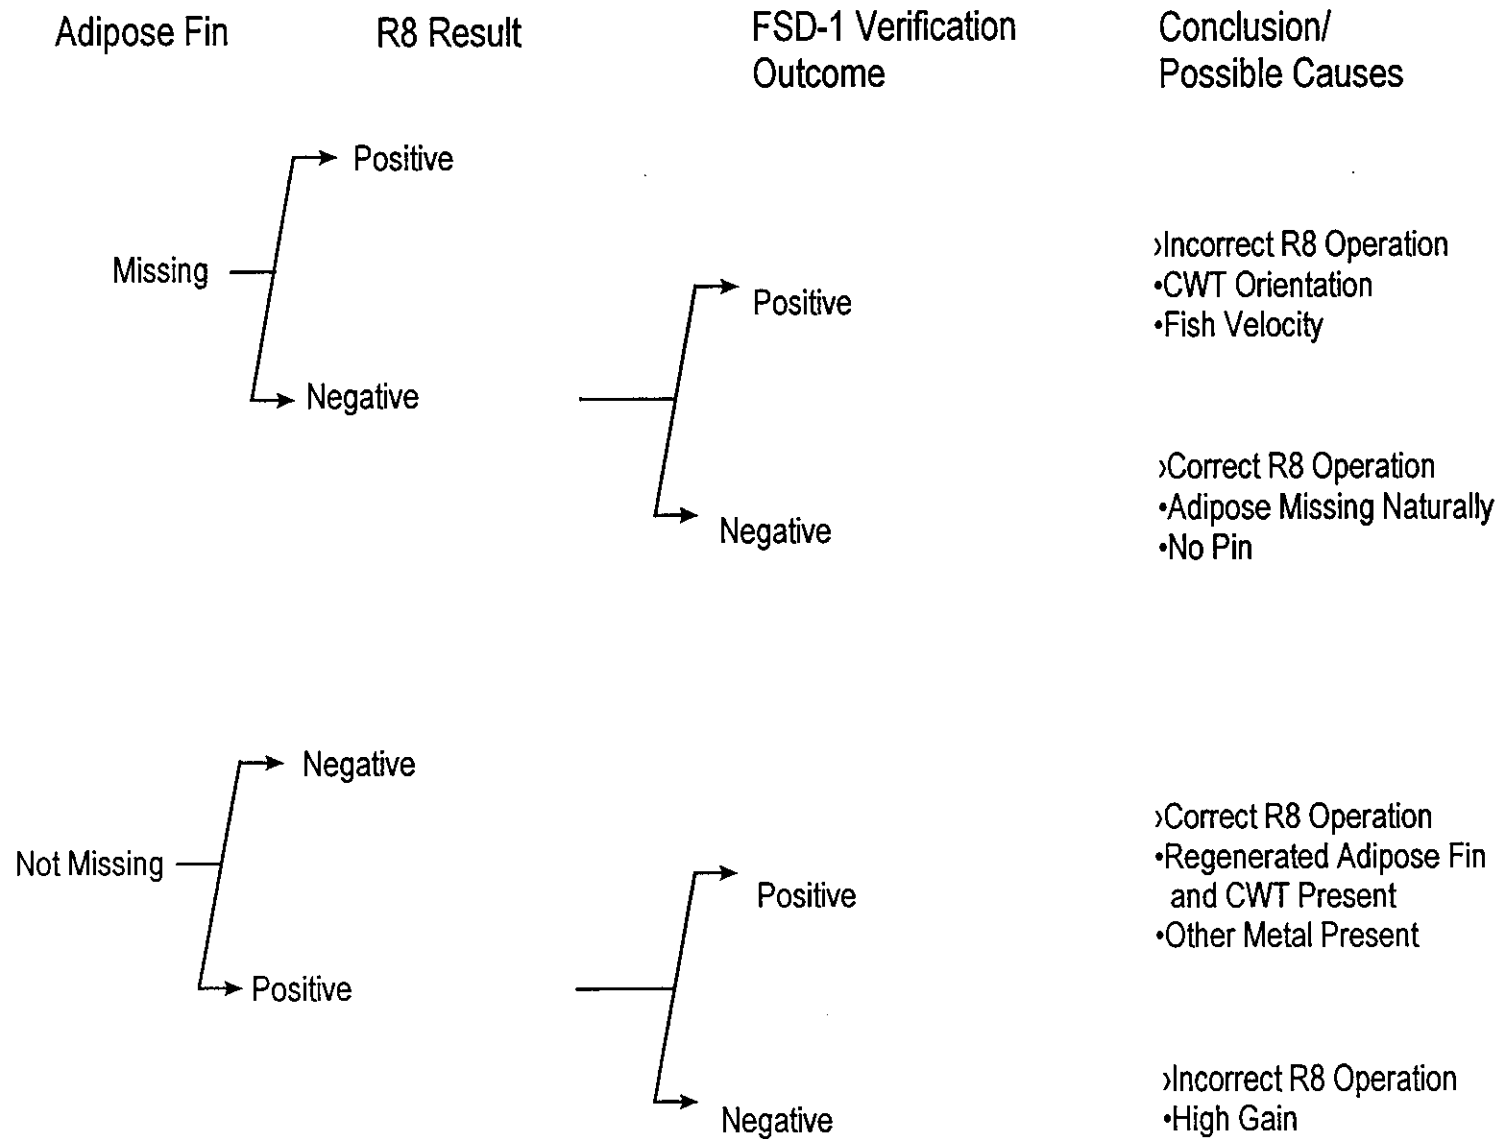 Adipose Fin
R8 Result
FSD-1 Verification
Outcome
Conclusion/
Possible Causes
Missing
Positive
Negative
Positive
›Incorrect R8 Operation
•CWT Orientation
•Fish Velocity
Negative
›Correct R8 Operation
•Adipose Missing Naturally
•No Pin
Not Missing
Negative
Positive
Positive
›Correct R8 Operation
•Regenerated Adipose Fin
and CWT Present
•Other Metal Present
Negative
›Incorrect R8 Operation
•High Gain